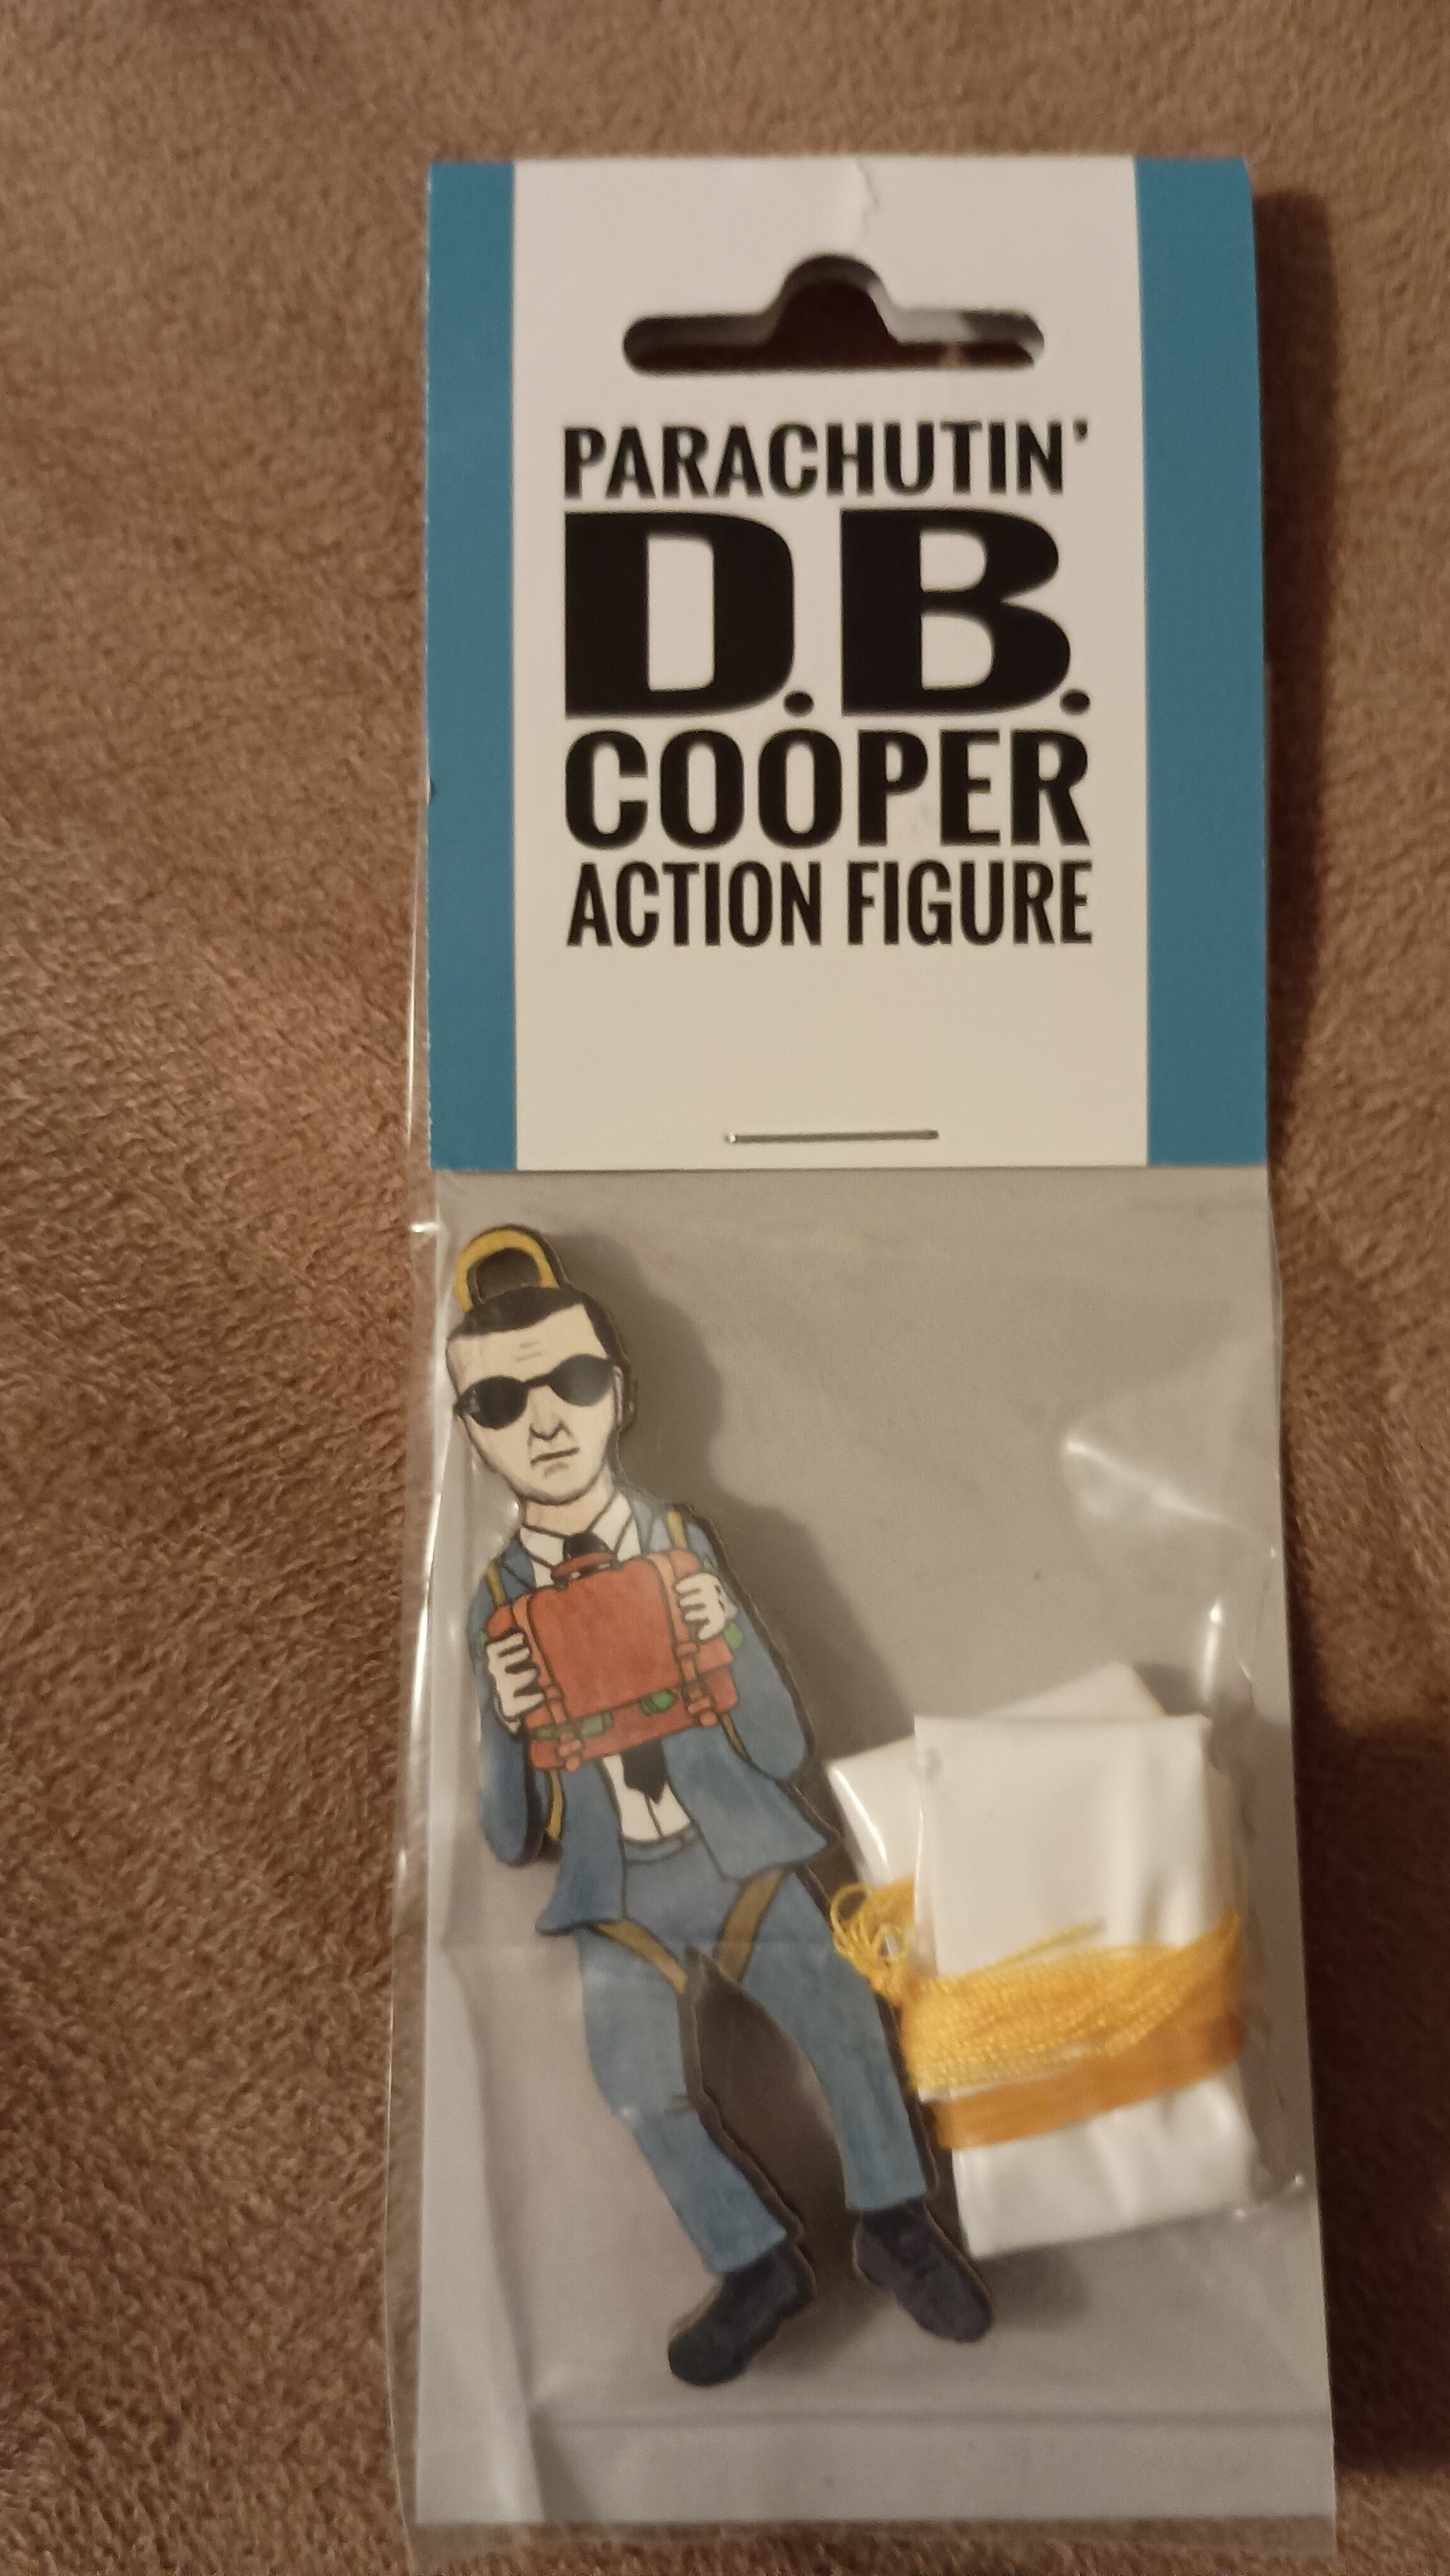 PARACHUTIN'
D.B.
COOPER
ACTION FIGURE